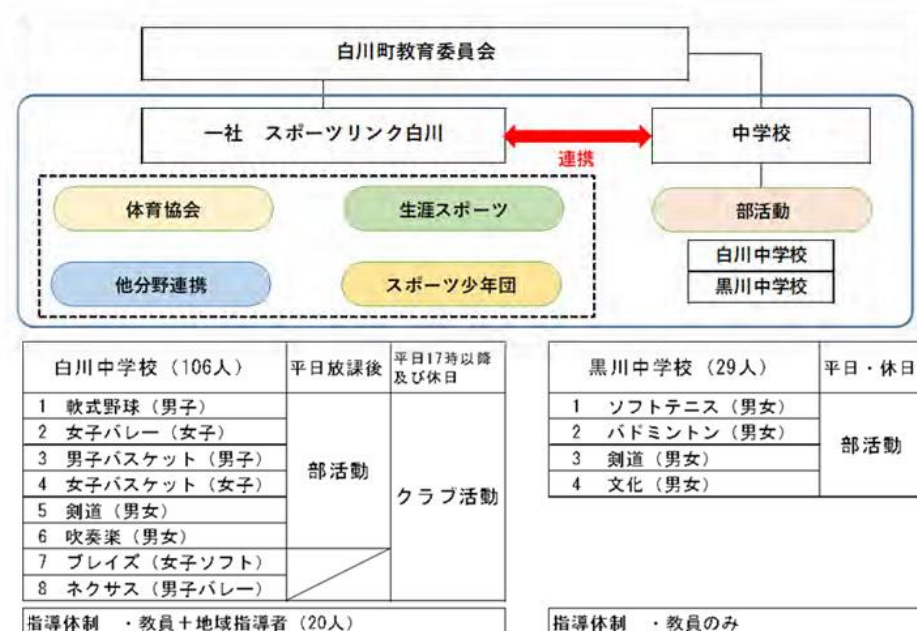 白川町教育委員会
一社 スポーツリンク白川
連携
中学校
体育協会
生涯スポーツ
部活動
他分野連携
スポーツ少年団
白川中学校
黒川中学校
白川中学校（106人）
平日放課後
平日17時以降
及び休日
1 軟式野球（男子）
2 女子バレー（女子）
3 男子バスケット（男子）
4 女子バスケット（女子）
5 剣道（男女）
6 吹奏楽（男女）
7 ブレイズ（女子ソフト）
8 ネクサス（男子バレー）
部活動
クラブ活動
指導体制 ・教員＋地域指導者（20人）
黒川中学校（29人）
平日・休日
1 ソフトテニス（男女）
2 バドミントン（男女）
3 剣道（男女）
4 文化（男女）
部活動
指導体制 ・教員のみ